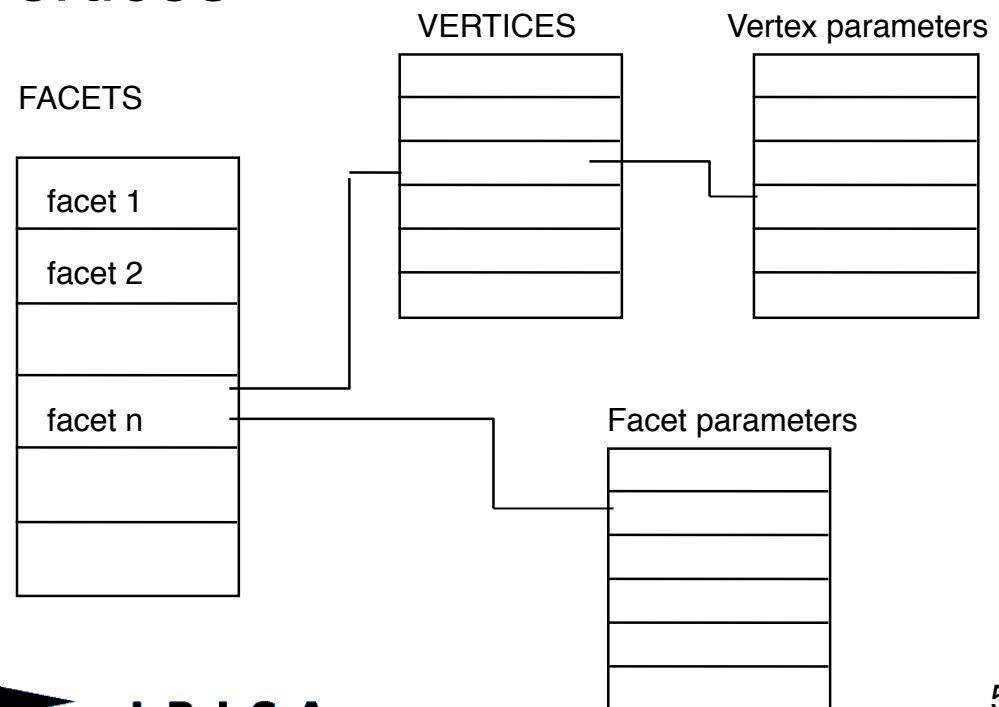 VERTICES
Vertex parameters
FACETS
facet 1
facet 2
facet n
Facet parameters